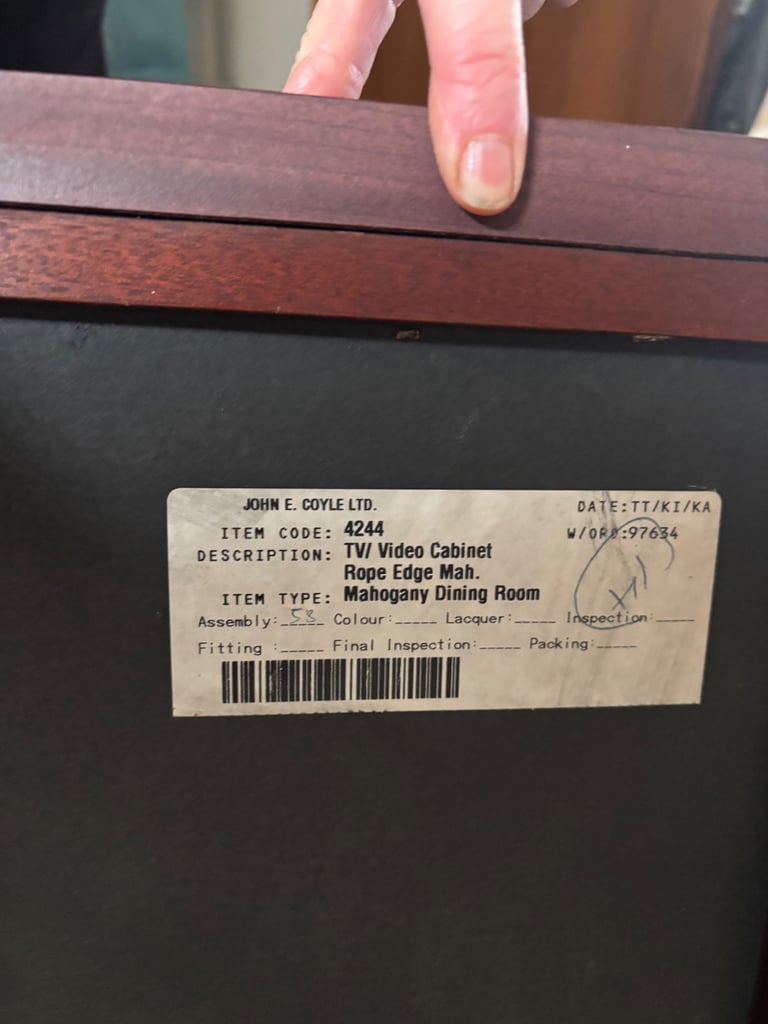 JOHN E. COYLE LTD. DATE:TT/KI/KA
ITEM CODE: 4244 W/ORD:97634
DESCRIPTION: TV/ Video Cabinet
Rope Edge Mah.
ITEM TYPE: Mahogany Dining Room
Assembly:_58_ Colour:_____ Lacquer:_____ Inspection:_____
Fitting :_____ Final Inspection:_____ Packing:_____